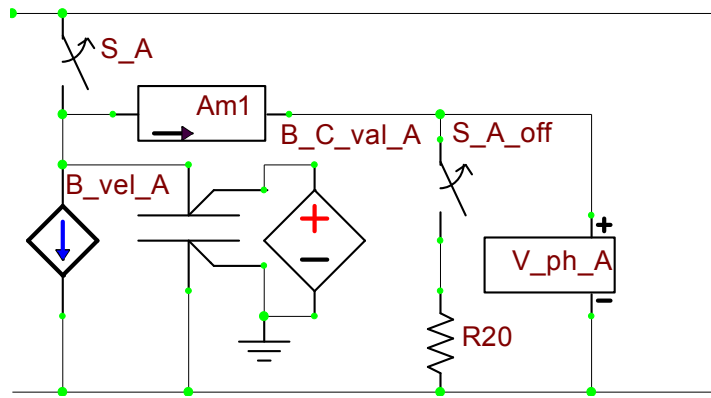 S_A
Am1
B_C_val_A
S_A_off
B_vel_A
V_ph_A
R20